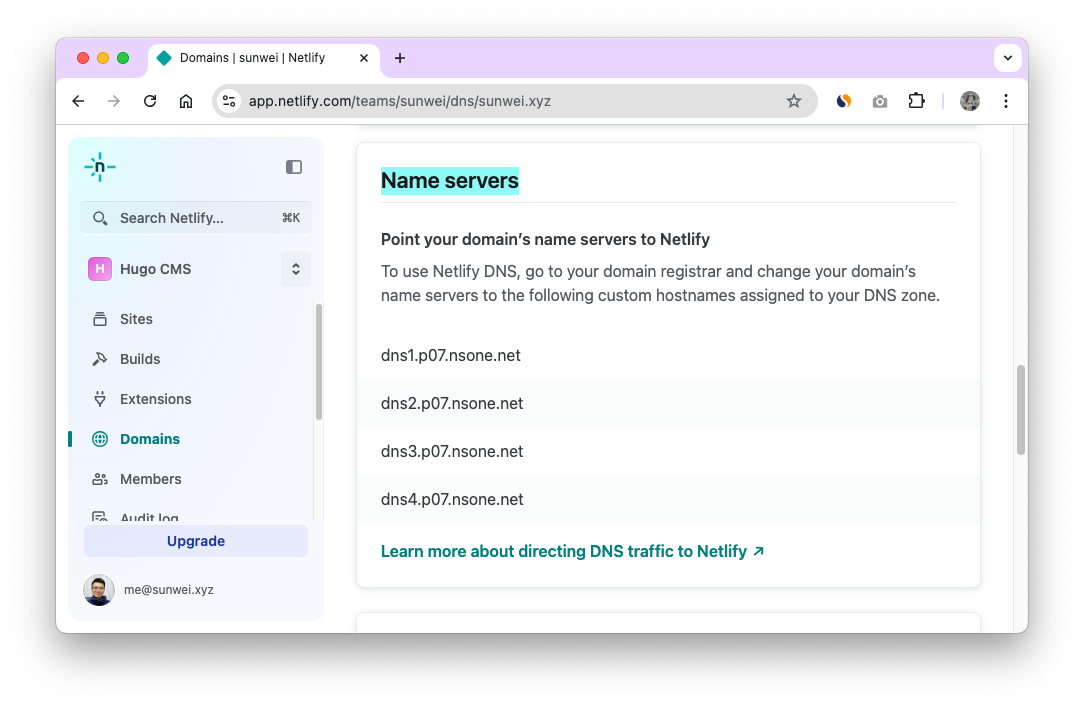 Domains | sunwei | Netlify
app.netlify.com/teams/sunwei/dns/sunwei.xyz
n
Search Netlify... ⌘K
H Hugo CMS
Sites
Builds
Extensions
Domains
Members
Audit log
Upgrade
me@sunwei.xyz
Name servers
Point your domain’s name servers to Netlify
To use Netlify DNS, go to your domain registrar and change your domain’s
name servers to the following custom hostnames assigned to your DNS zone.
dns1.p07.nsone.net
dns2.p07.nsone.net
dns3.p07.nsone.net
dns4.p07.nsone.net
Learn more about directing DNS traffic to Netlify ↗